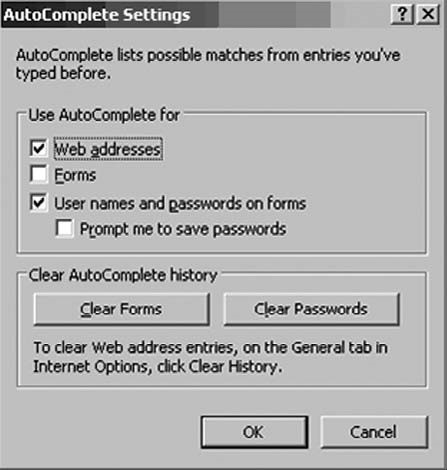 AutoComplete Settings
AutoComplete lists possible matches from entries you've
typed before.
Use AutoComplete for
Web addresses
Forms
User names and passwords on forms
Prompt me to save passwords
Clear AutoComplete history
Clear Forms
Clear Passwords
To clear Web address entries, on the General tab in
Internet Options, click Clear History.
OK
Cancel